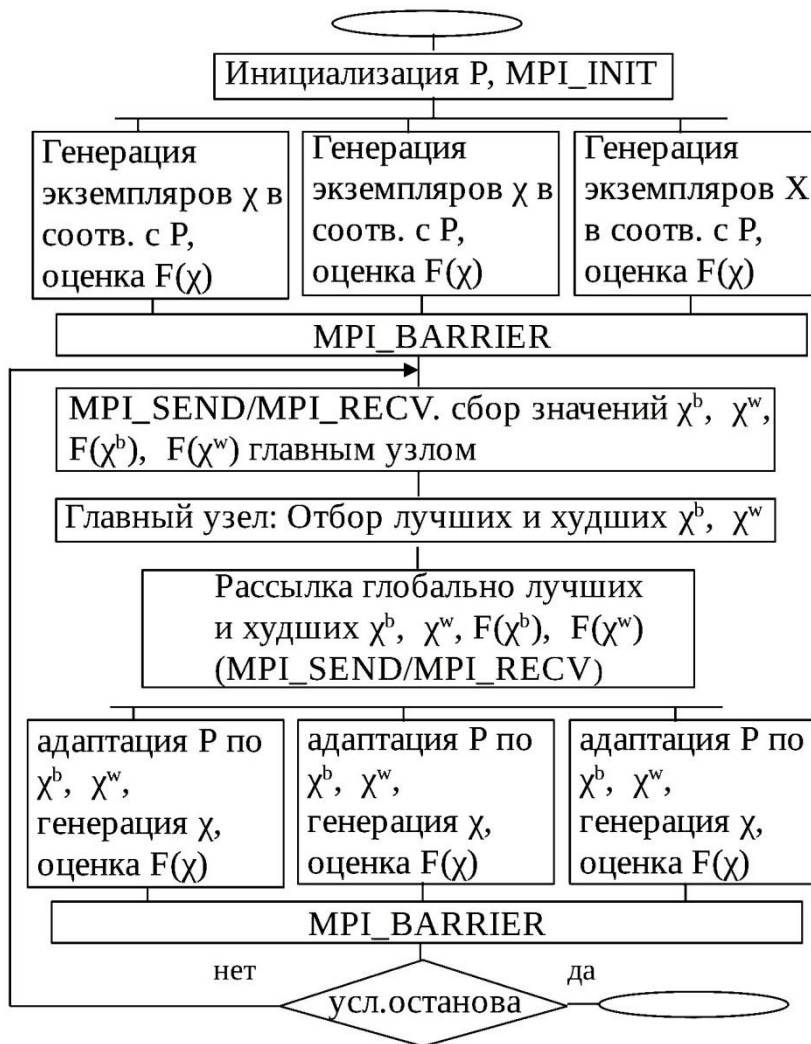 Инициализация P, MPI_INIT
Генерация
экземпляров χ в
соотв. с P,
оценка F(χ)
Генерация
экземпляров χ в
соотв. с P,
оценка F(χ)
Генерация
экземпляров X
в соотв. с P,
оценка F(χ)
MPI_BARRIER
MPI_SEND/MPI_RECV. сбор значений χᵇ, χʷ,
F(χᵇ), F(χʷ) главным узлом
Главный узел: Отбор лучших и худших χᵇ, χʷ
Рассылка глобально лучших
и худших χᵇ, χʷ, F(χᵇ), F(χʷ)
(MPI_SEND/MPI_RECV)
адаптация P по
χᵇ, χʷ,
генерация χ,
оценка F(χ)
адаптация P по
χᵇ, χʷ,
генерация χ,
оценка F(χ)
адаптация P по
χᵇ, χʷ,
генерация χ,
оценка F(χ)
MPI_BARRIER
нет
да
усл.останова